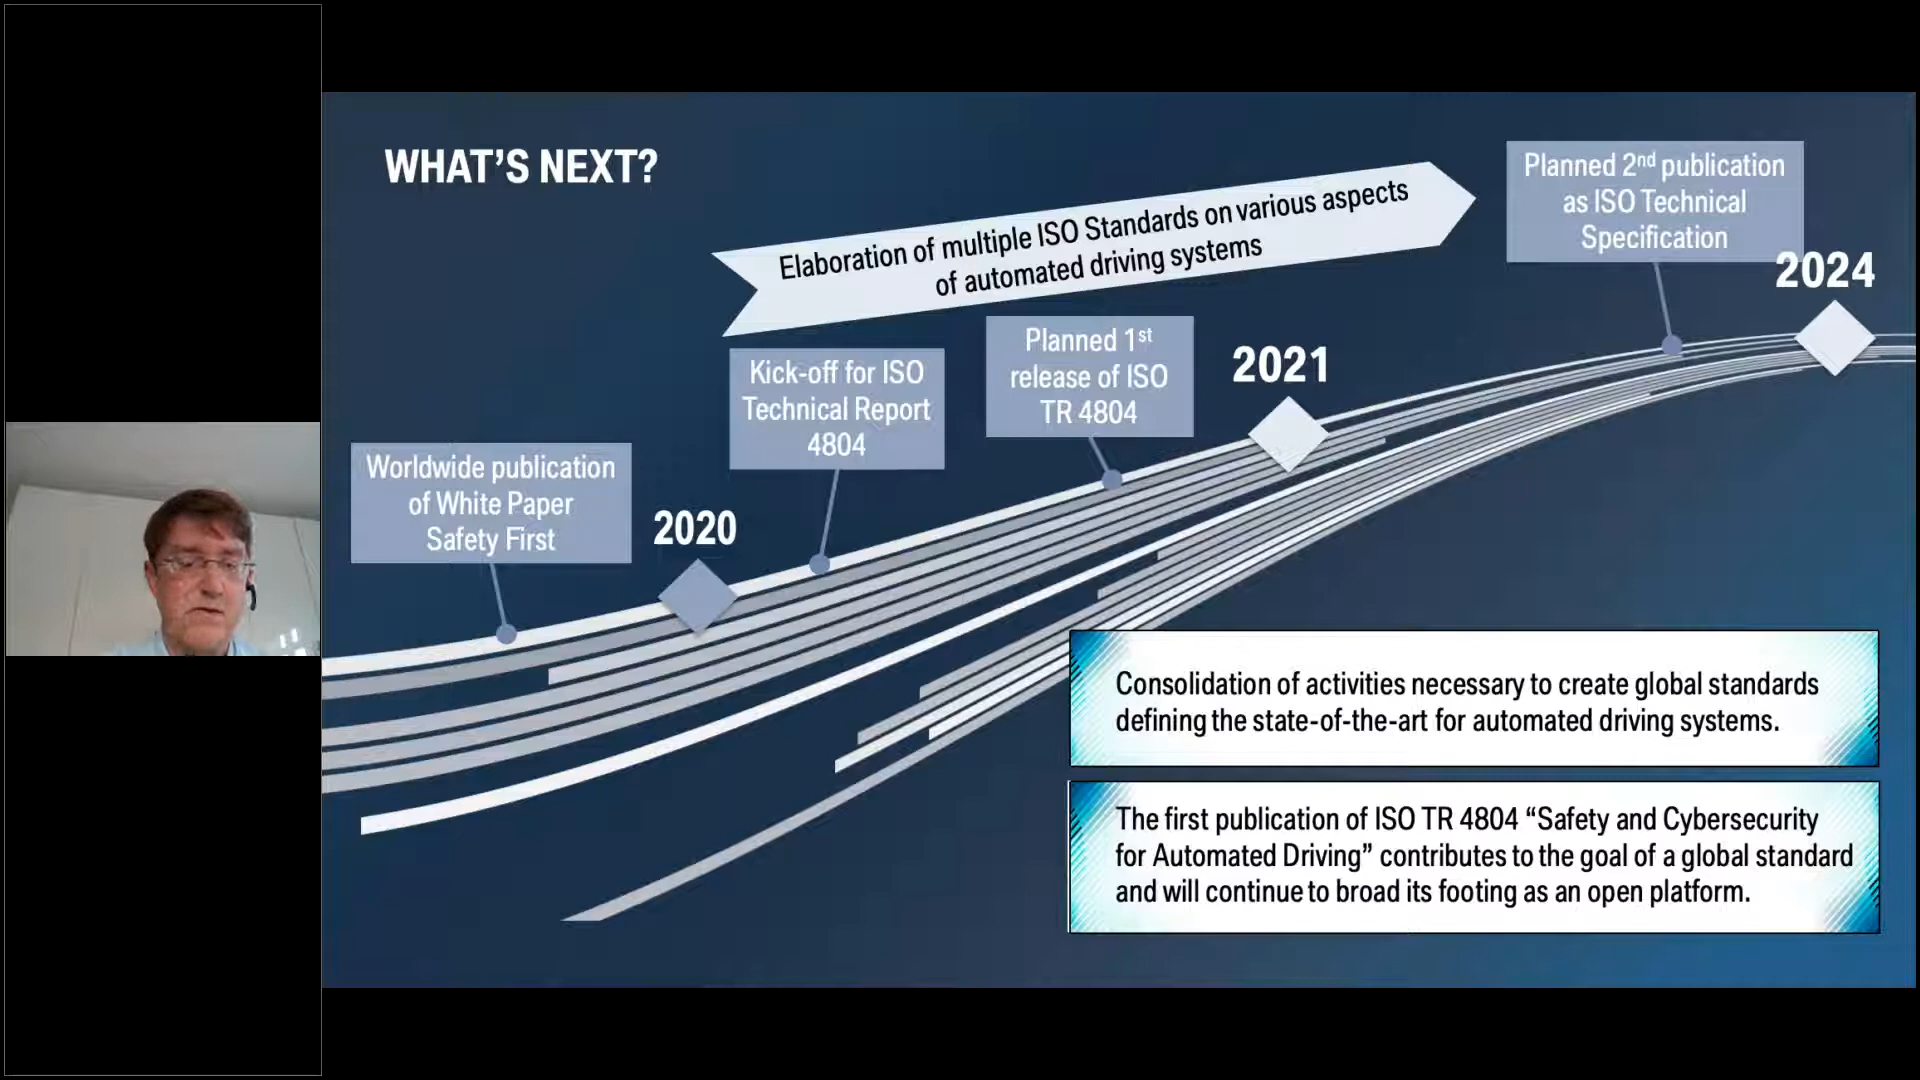 WHAT'S NEXT?
Elaboration of multiple ISO Standards on various aspects
of automated driving systems
Worldwide publication
of White Paper
Safety First
2020
Kick-off for ISO
Technical Report
4804
Planned 1st
release of ISO
TR 4804
2021
Planned 2nd publication
as ISO Technical
Specification
2024
Consolidation of activities necessary to create global standards
defining the state-of-the-art for automated driving systems.
The first publication of ISO TR 4804 “Safety and Cybersecurity
for Automated Driving” contributes to the goal of a global standard
and will continue to broad its footing as an open platform.